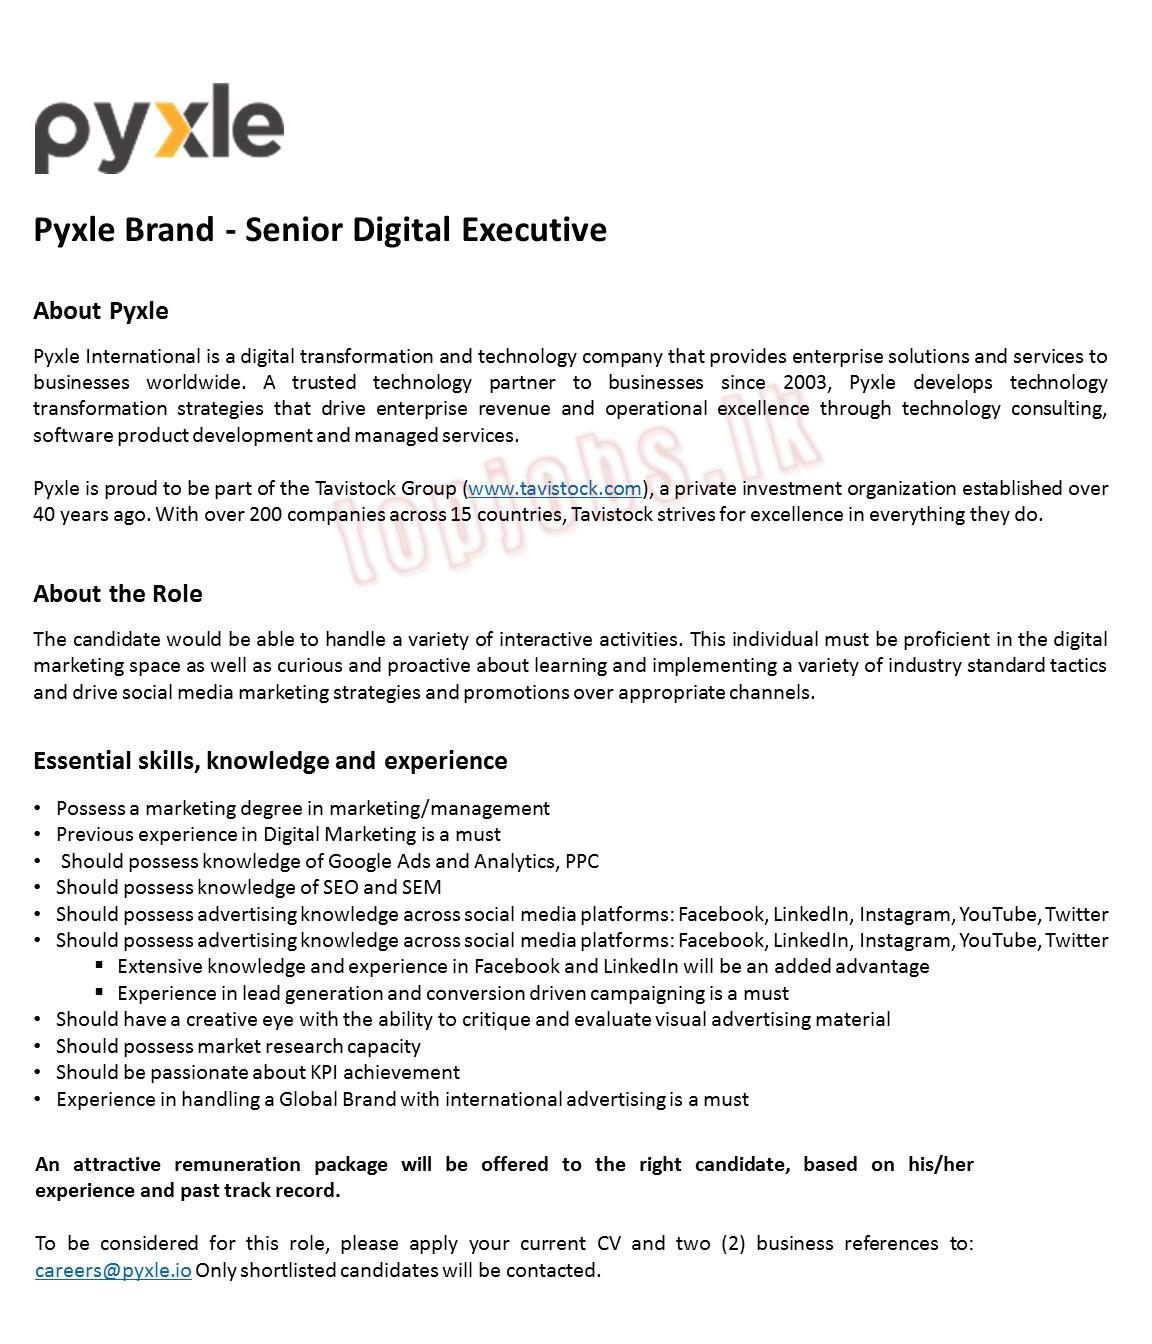 pyxle
Pyxle Brand - Senior Digital Executive
About Pyxle
Pyxle International is a digital transformation and technology company that provides enterprise solutions and services to
businesses worldwide. A trusted technology partner to businesses since 2003, Pyxle develops technology
transformation strategies that drive enterprise revenue and operational excellence through technology consulting,
software product development and managed services.
Pyxle is proud to be part of the Tavistock Group (www.tavistock.com), a private investment organization established over
40 years ago. With over 200 companies across 15 countries, Tavistock strives for excellence in everything they do.
topjobs.lk
About the Role
The candidate would be able to handle a variety of interactive activities. This individual must be proficient in the digital
marketing space as well as curious and proactive about learning and implementing a variety of industry standard tactics
and drive social media marketing strategies and promotions over appropriate channels.
Essential skills, knowledge and experience
• Possess a marketing degree in marketing/management
• Previous experience in Digital Marketing is a must
• Should possess knowledge of Google Ads and Analytics, PPC
• Should possess knowledge of SEO and SEM
• Should possess advertising knowledge across social media platforms: Facebook, LinkedIn, Instagram, YouTube, Twitter
• Should possess advertising knowledge across social media platforms: Facebook, LinkedIn, Instagram, YouTube, Twitter
▪ Extensive knowledge and experience in Facebook and LinkedIn will be an added advantage
▪ Experience in lead generation and conversion driven campaigning is a must
• Should have a creative eye with the ability to critique and evaluate visual advertising material
• Should possess market research capacity
• Should be passionate about KPI achievement
• Experience in handling a Global Brand with international advertising is a must
An attractive remuneration package will be offered to the right candidate, based on his/her
experience and past track record.
To be considered for this role, please apply your current CV and two (2) business references to:
careers@pyxle.io Only shortlisted candidates will be contacted.